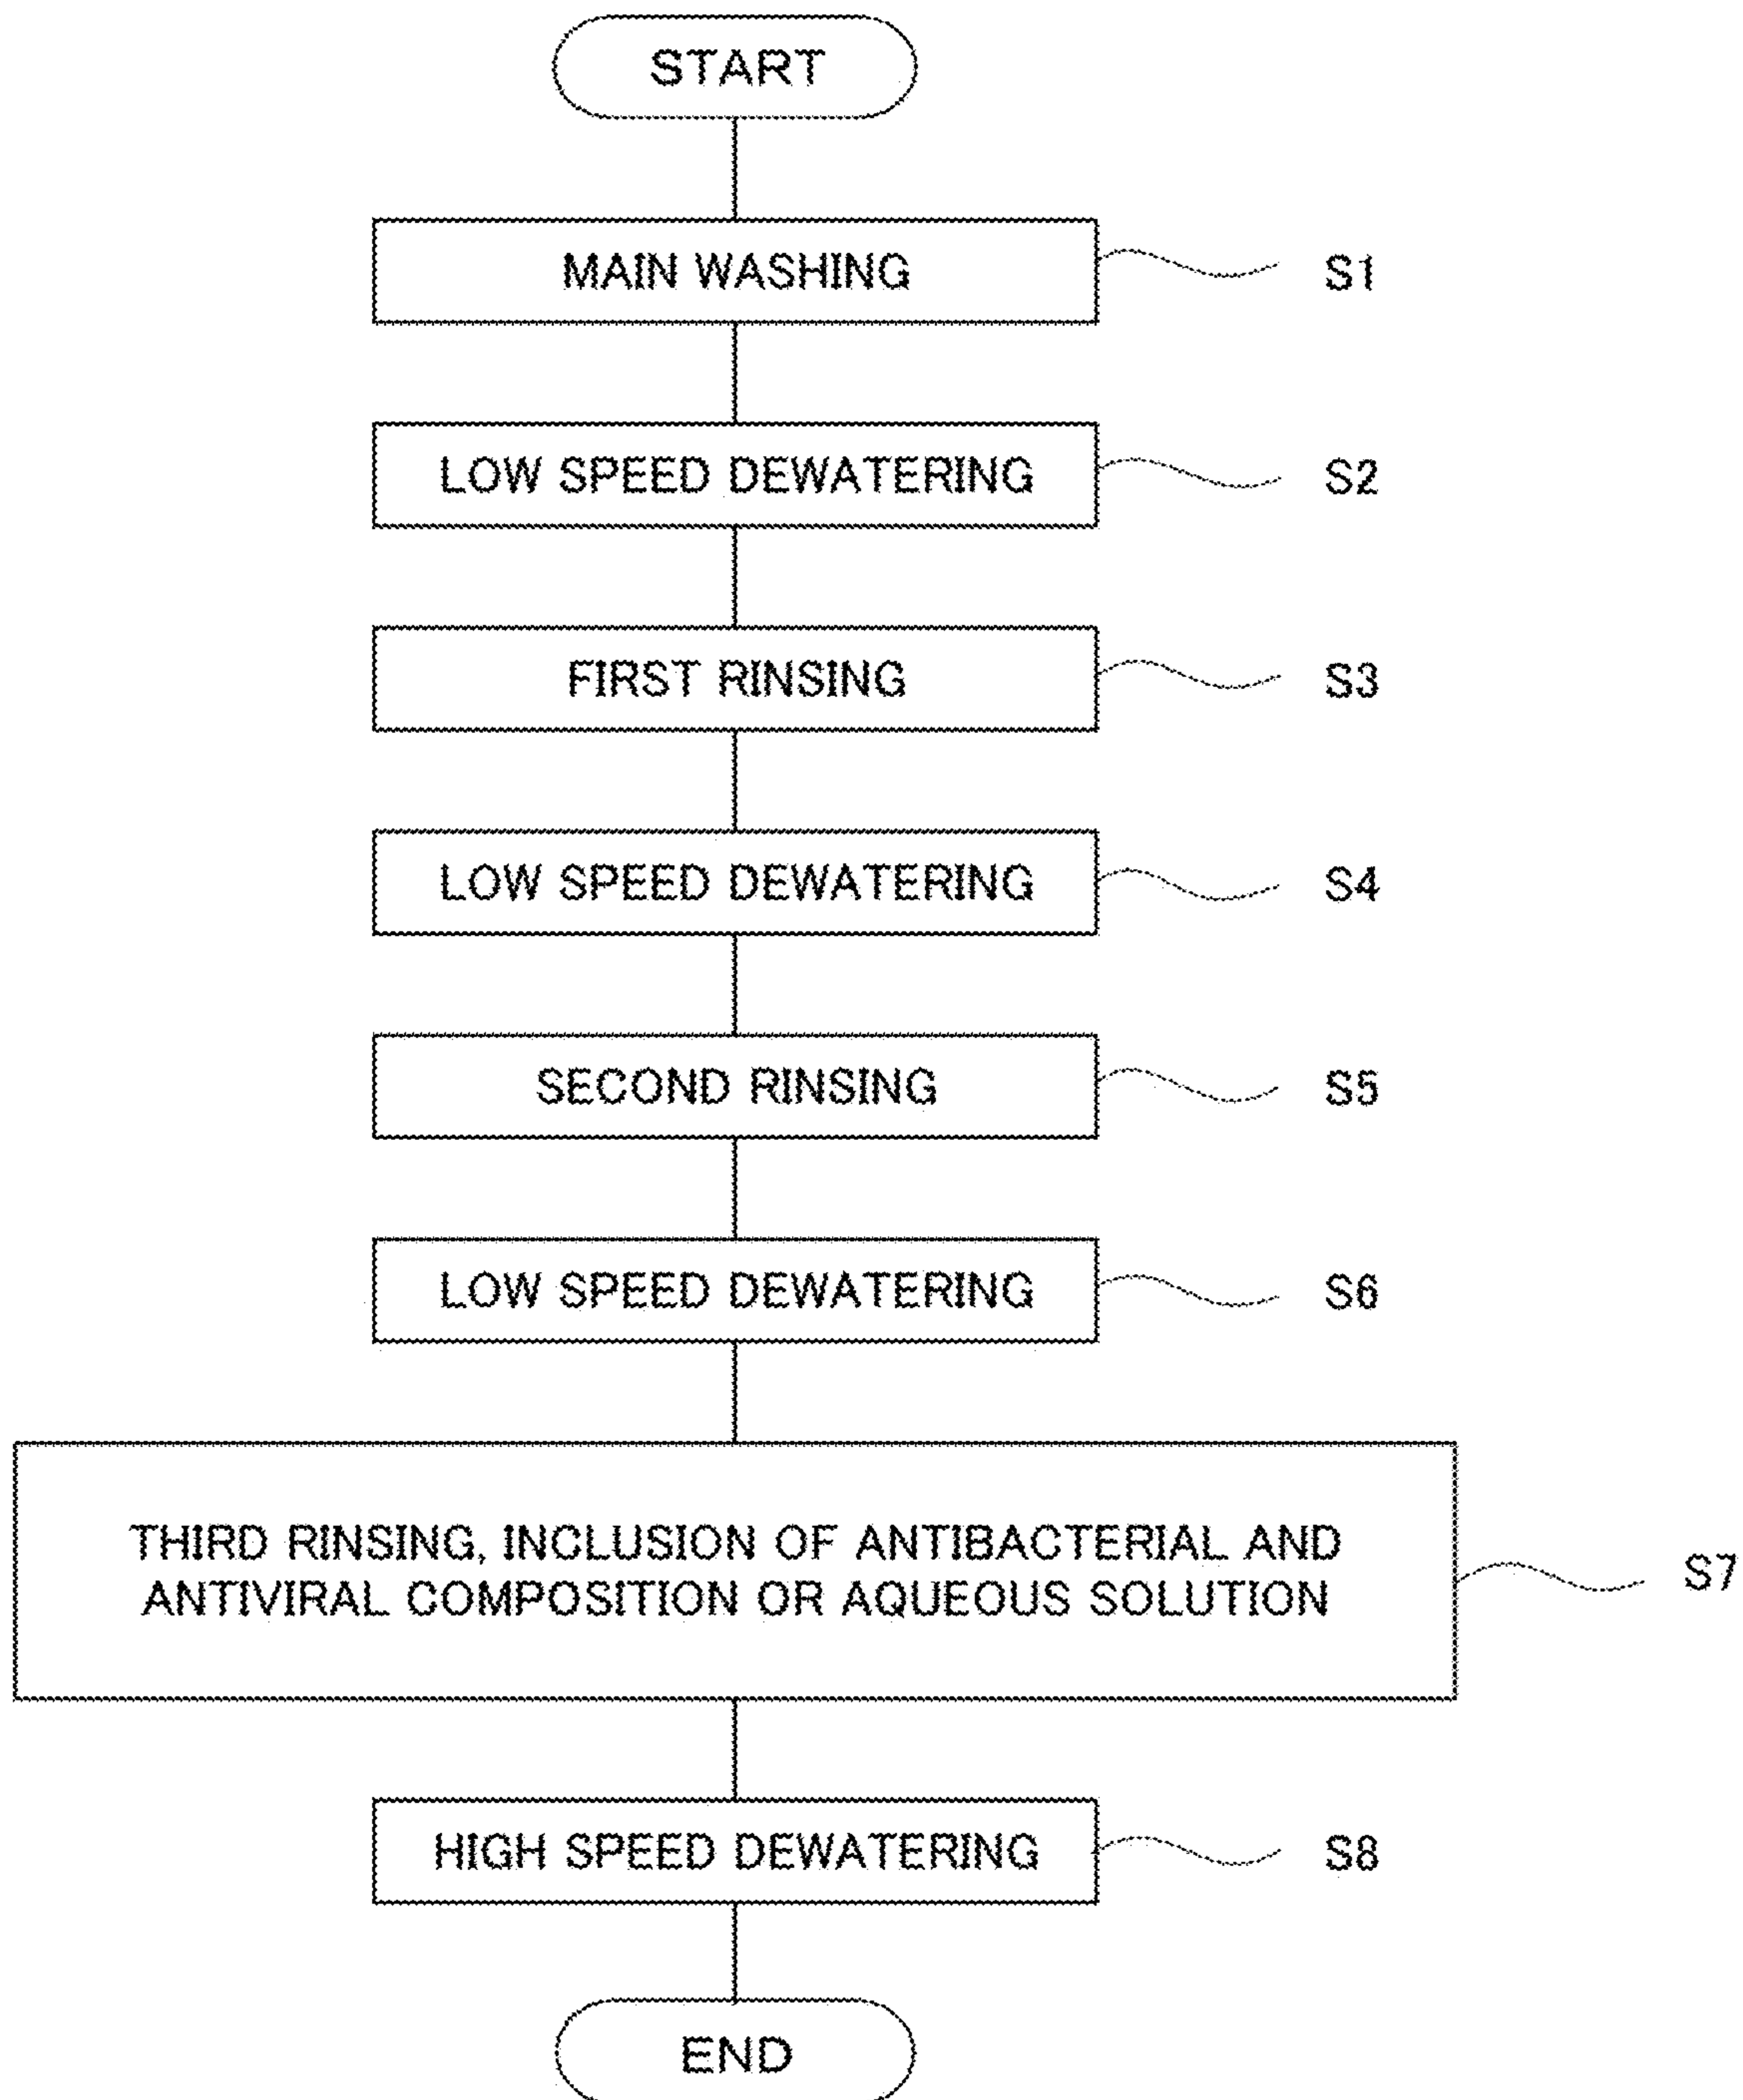 START
MAIN WASHING
S1
LOW SPEED DEWATERING
S2
FIRST RINSING
S3
LOW SPEED DEWATERING
S4
SECOND RINSING
S5
LOW SPEED DEWATERING
S6
THIRD RINSING, INCLUSION OF ANTIBACTERIAL AND
ANTIVIRAL COMPOSITION OR AQUEOUS SOLUTION
S7
HIGH SPEED DEWATERING
S8
END